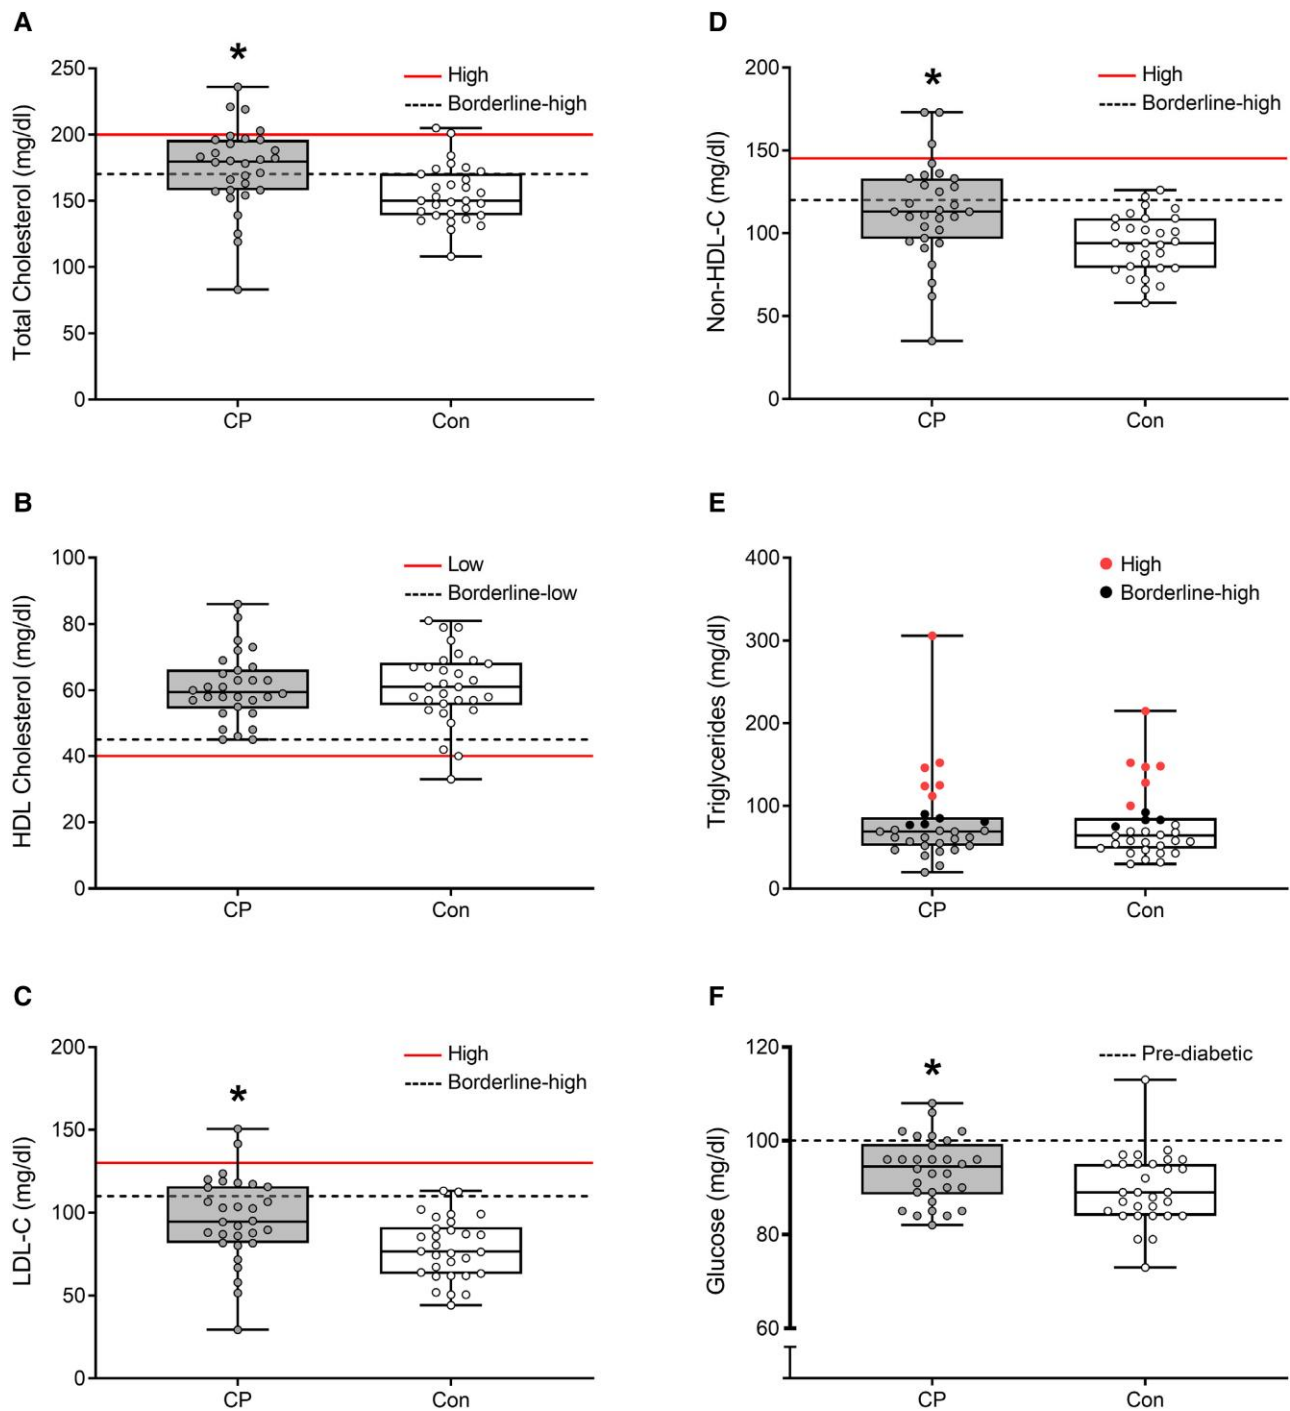 A
*
High
Borderline-high
Total Cholesterol (mg/dl)
250
200
150
100
50
0
CP
Con
B
Low
Borderline-low
HDL Cholesterol (mg/dl)
100
80
60
40
20
0
CP
Con
C
*
High
Borderline-high
LDL-C (mg/dl)
200
150
100
50
0
CP
Con
D
*
High
Borderline-high
Non-HDL-C (mg/dl)
200
150
100
50
0
CP
Con
E
High
Borderline-high
Triglycerides (mg/dl)
400
300
200
100
0
CP
Con
F
*
Pre-diabetic
Glucose (mg/dl)
120
100
80
60
CP
Con